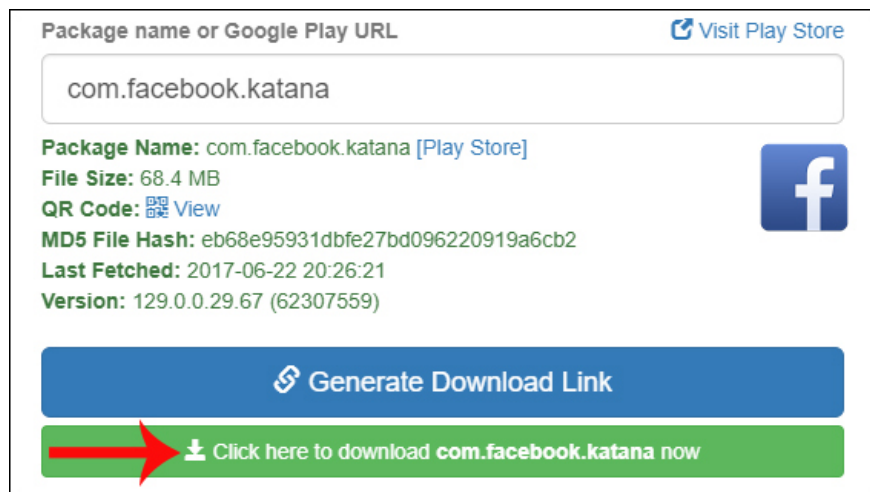 Package name or Google Play URL Visit Play Store
com.facebook.katana
Package Name: com.facebook.katana [Play Store]
File Size: 68.4 MB
QR Code: View
MD5 File Hash: eb68e95931dbfe27bd096220919a6cb2
Last Fetched: 2017-06-22 20:26:21
Version: 129.0.0.29.67 (62307559)
f
Generate Download Link
Click here to download com.facebook.katana now